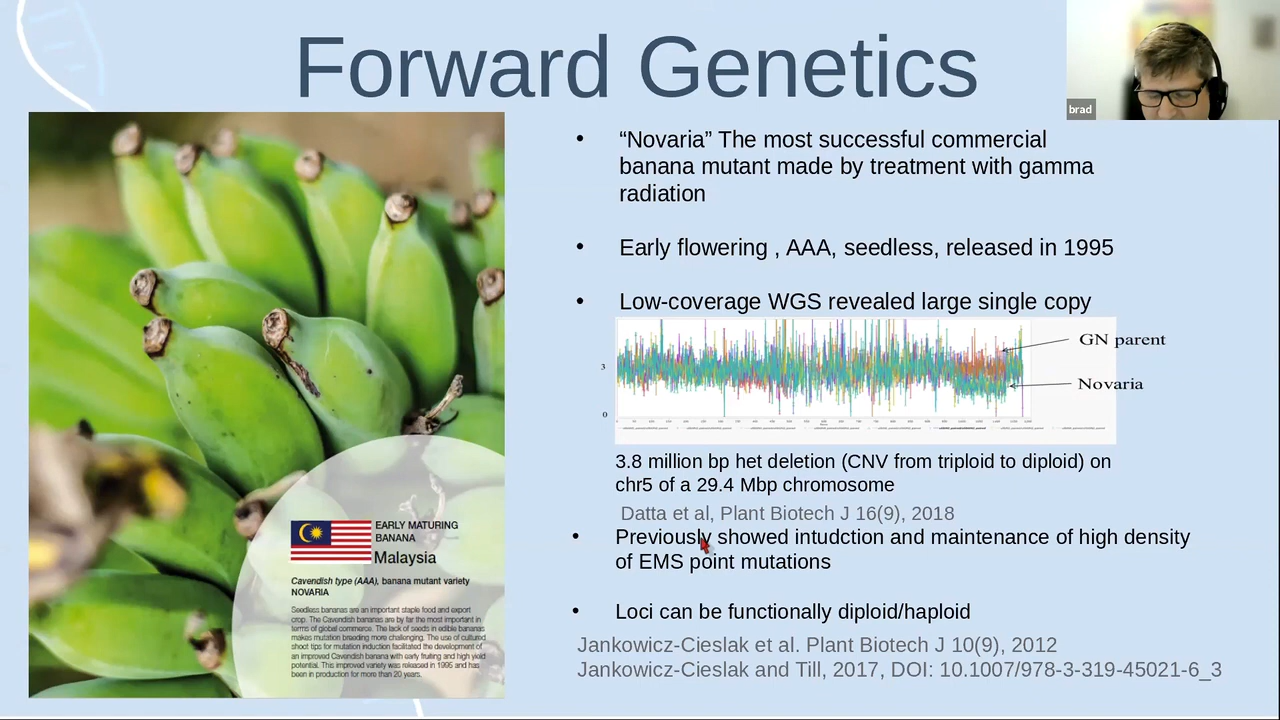 Forward Genetics
brad
• “Novaria” The most successful commercial
banana mutant made by treatment with gamma
radiation
• Early flowering , AAA, seedless, released in 1995
• Low-coverage WGS revealed large single copy
3
0
GN parent
Novaria
3.8 million bp het deletion (CNV from triploid to diploid) on
chr5 of a 29.4 Mbp chromosome
Datta et al, Plant Biotech J 16(9), 2018
• Previously showed intudction and maintenance of high density
of EMS point mutations
• Loci can be functionally diploid/haploid
Jankowicz-Cieslak et al. Plant Biotech J 10(9), 2012
Jankowicz-Cieslak and Till, 2017, DOI: 10.1007/978-3-319-45021-6_3
EARLY MATURING
BANANA
Malaysia
Cavendish type (AAA), banana mutant variety
NOVARIA
Seedless bananas are an important staple food and export
crop. The Cavendish bananas are by far the most important in
terms of global commerce. The lack of seeds in edible bananas
makes mutation breeding more challenging. The use of cultured
shoot tips for mutation induction facilitated the development of
an improved Cavendish banana with early fruiting and high yield
potential. This improved variety was released in 1995 and has
been in production for more than 20 years.